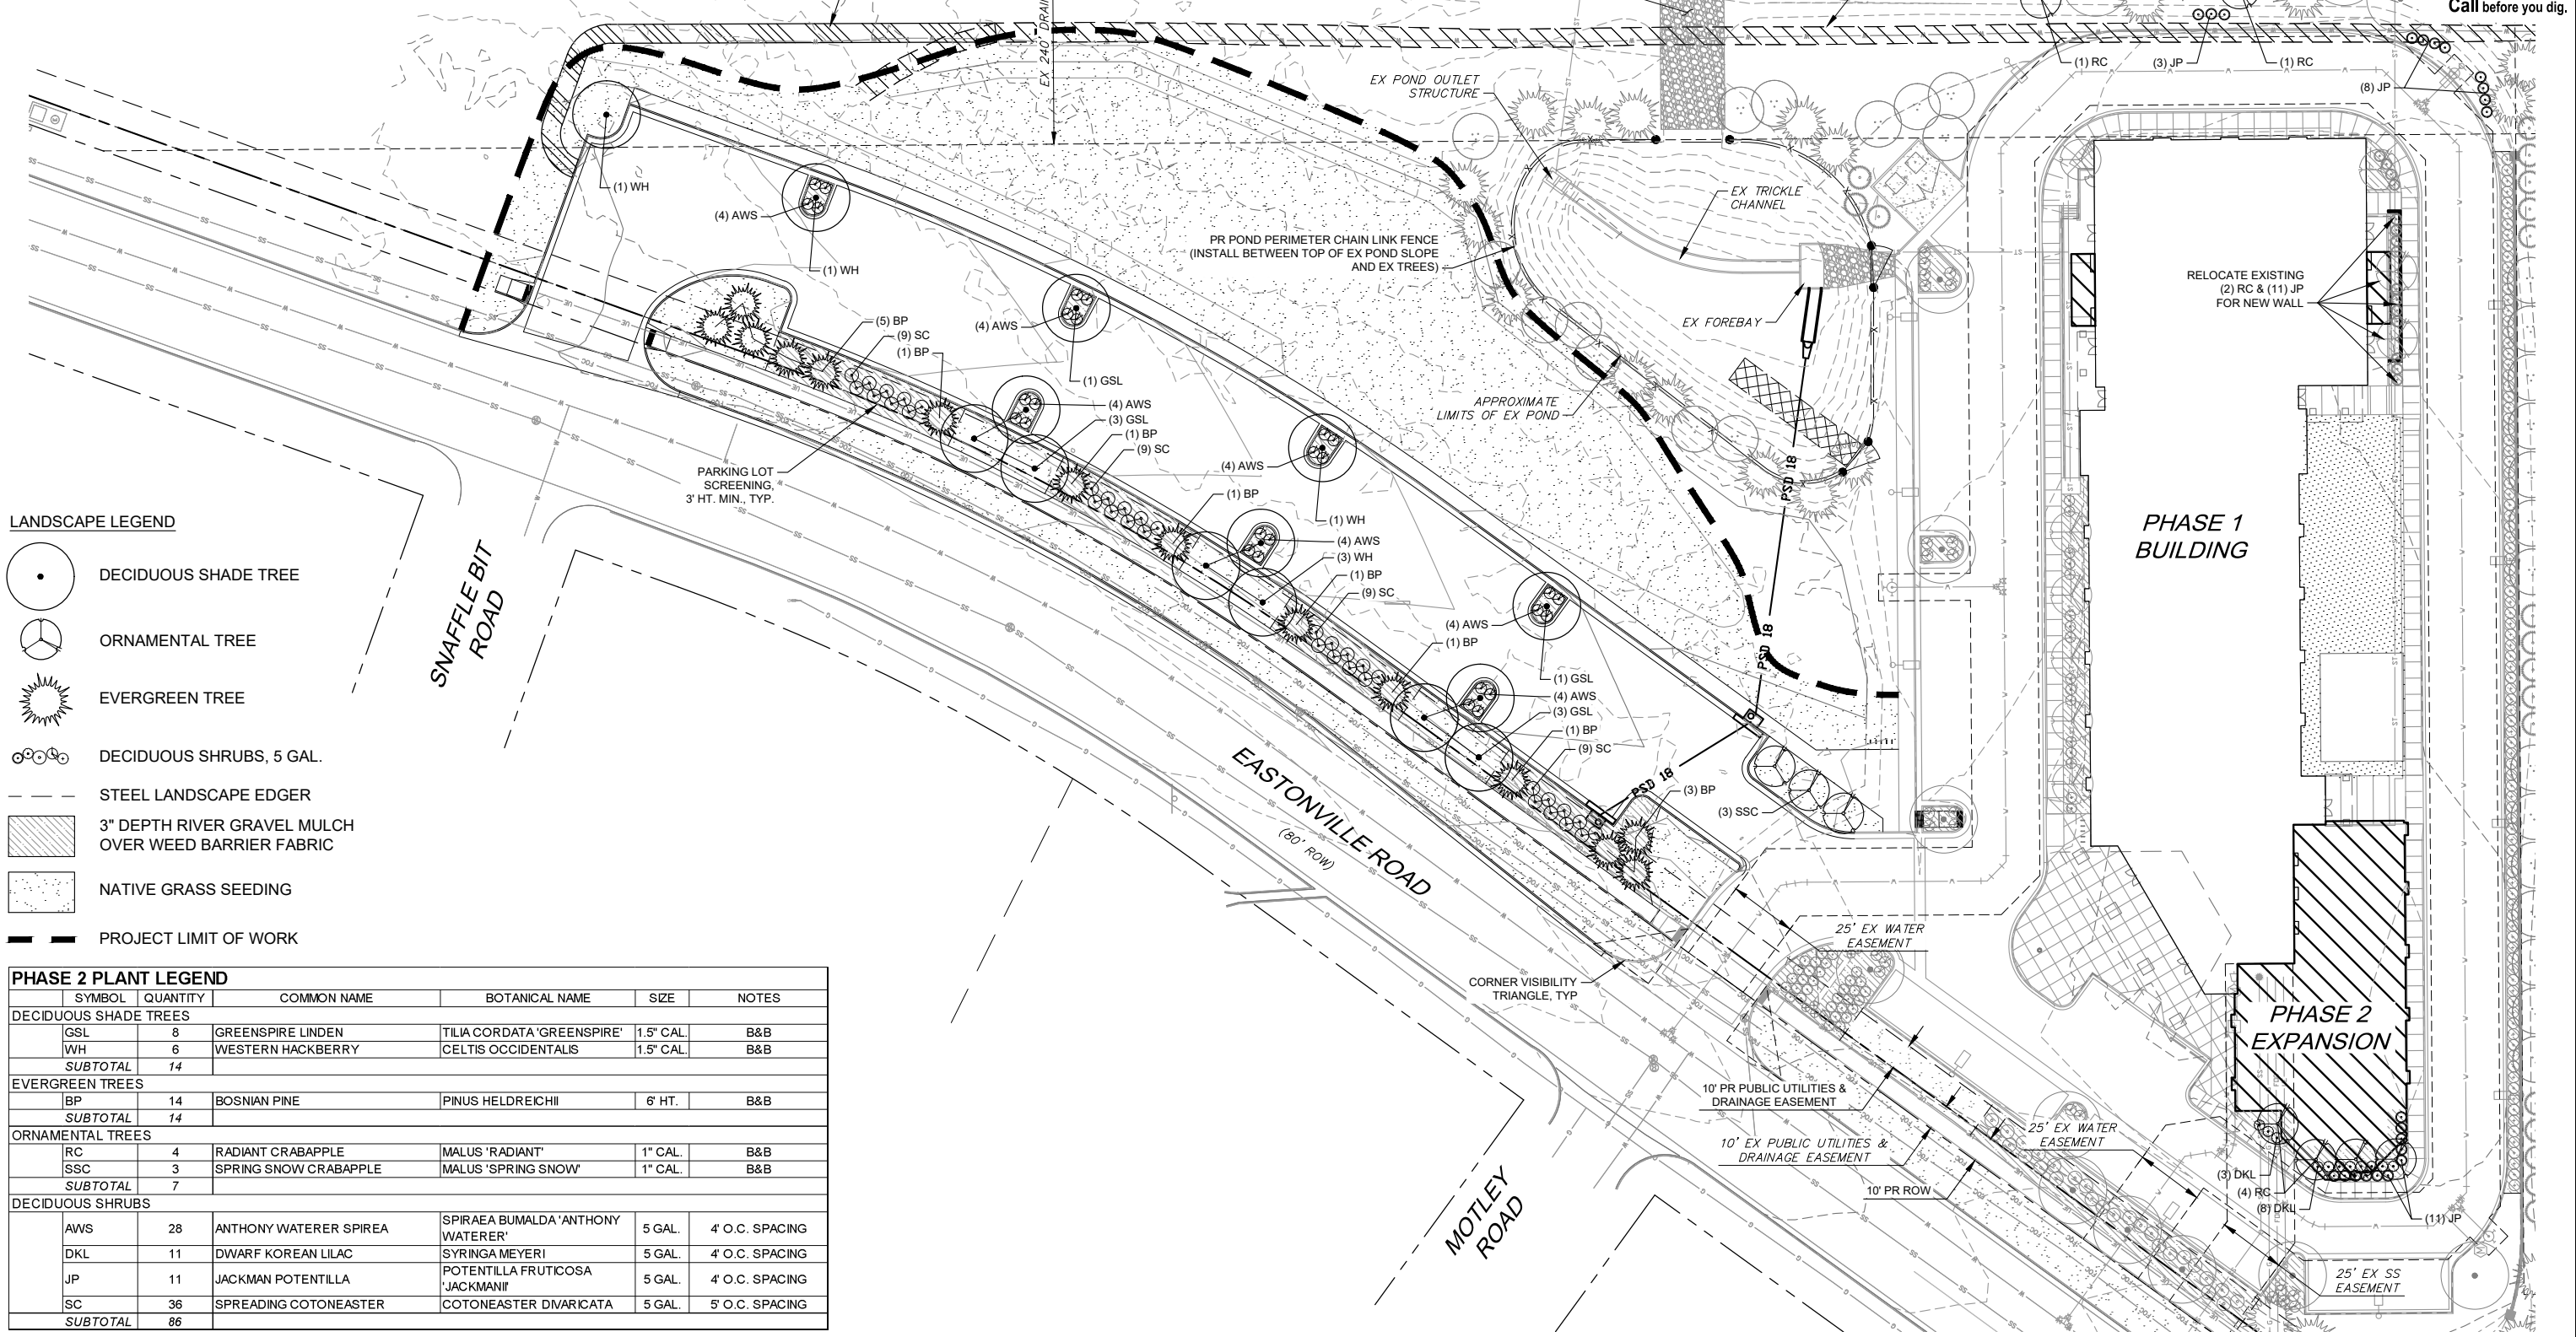 Call before you dig.
EX 240' DRAIN
(1) RC
(3) JP
(1) RC
(8) JP
EX POND OUTLET
STRUCTURE
(1) WH
(4) AWS
(1) WH
EX TRICKLE
CHANNEL
PR POND PERIMETER CHAIN LINK FENCE
(INSTALL BETWEEN TOP OF EX POND SLOPE
AND EX TREES)
RELOCATE EXISTING
(2) RC & (11) JP
FOR NEW WALL
(4) AWS
(5) BP
(9) SC
(1) BP
EX FOREBAY
(1) GSL
(4) AWS
(3) GSL
(1) BP
(9) SC
APPROXIMATE
LIMITS OF EX POND
PARKING LOT
SCREENING,
3' HT. MIN., TYP.
(4) AWS
PSD 18
(1) BP
(1) WH
(4) AWS
(3) WH
(1) BP
(9) SC
PHASE 1
BUILDING
LANDSCAPE LEGEND
DECIDUOUS SHADE TREE
ORNAMENTAL TREE
EVERGREEN TREE
DECIDUOUS SHRUBS, 5 GAL.
STEEL LANDSCAPE EDGER
3" DEPTH RIVER GRAVEL MULCH
OVER WEED BARRIER FABRIC
NATIVE GRASS SEEDING
PROJECT LIMIT OF WORK
SNAFFLE BIT
ROAD
(4) AWS
(1) BP
PSD 18
(1) GSL
(4) AWS
(3) GSL
(1) BP
(9) SC
PSD 18
(3) BP
(3) SSC
EASTONVILLE ROAD
(80' ROW)
25' EX WATER
EASEMENT
CORNER VISIBILITY
TRIANGLE, TYP
PHASE 2
EXPANSION
10' PR PUBLIC UTILITIES &
DRAINAGE EASEMENT
25' EX WATER
EASEMENT
10' EX PUBLIC UTILITIES &
DRAINAGE EASEMENT
10' PR ROW
(3) DKL
(4) RC
(8) DKL
(11) JP
MOTLEY
ROAD
25' EX SS
EASEMENT
PHASE 2 PLANT LEGEND
SYMBOL QUANTITY COMMON NAME BOTANICAL NAME SIZE NOTES
DECIDUOUS SHADE TREES
GSL 8 GREENSPIRE LINDEN TILIA CORDATA 'GREENSPIRE' 1.5" CAL. B&B
WH 6 WESTERN HACKBERRY CELTIS OCCIDENTALIS 1.5" CAL. B&B
SUBTOTAL 14
EVERGREEN TREES
BP 14 BOSNIAN PINE PINUS HELDREICHII 6' HT. B&B
SUBTOTAL 14
ORNAMENTAL TREES
RC 4 RADIANT CRABAPPLE MALUS 'RADIANT' 1" CAL. B&B
SSC 3 SPRING SNOW CRABAPPLE MALUS 'SPRING SNOW' 1" CAL. B&B
SUBTOTAL 7
DECIDUOUS SHRUBS
AWS 28 ANTHONY WATERER SPIREA SPIRAEA BUMALDA 'ANTHONY
WATERER' 5 GAL. 4' O.C. SPACING
DKL 11 DWARF KOREAN LILAC SYRINGA MEYERI 5 GAL. 4' O.C. SPACING
JP 11 JACKMAN POTENTILLA POTENTILLA FRUTICOSA
'JACKMANII' 5 GAL. 4' O.C. SPACING
SC 36 SPREADING COTONEASTER COTONEASTER DIVARICATA 5 GAL. 5' O.C. SPACING
SUBTOTAL 86